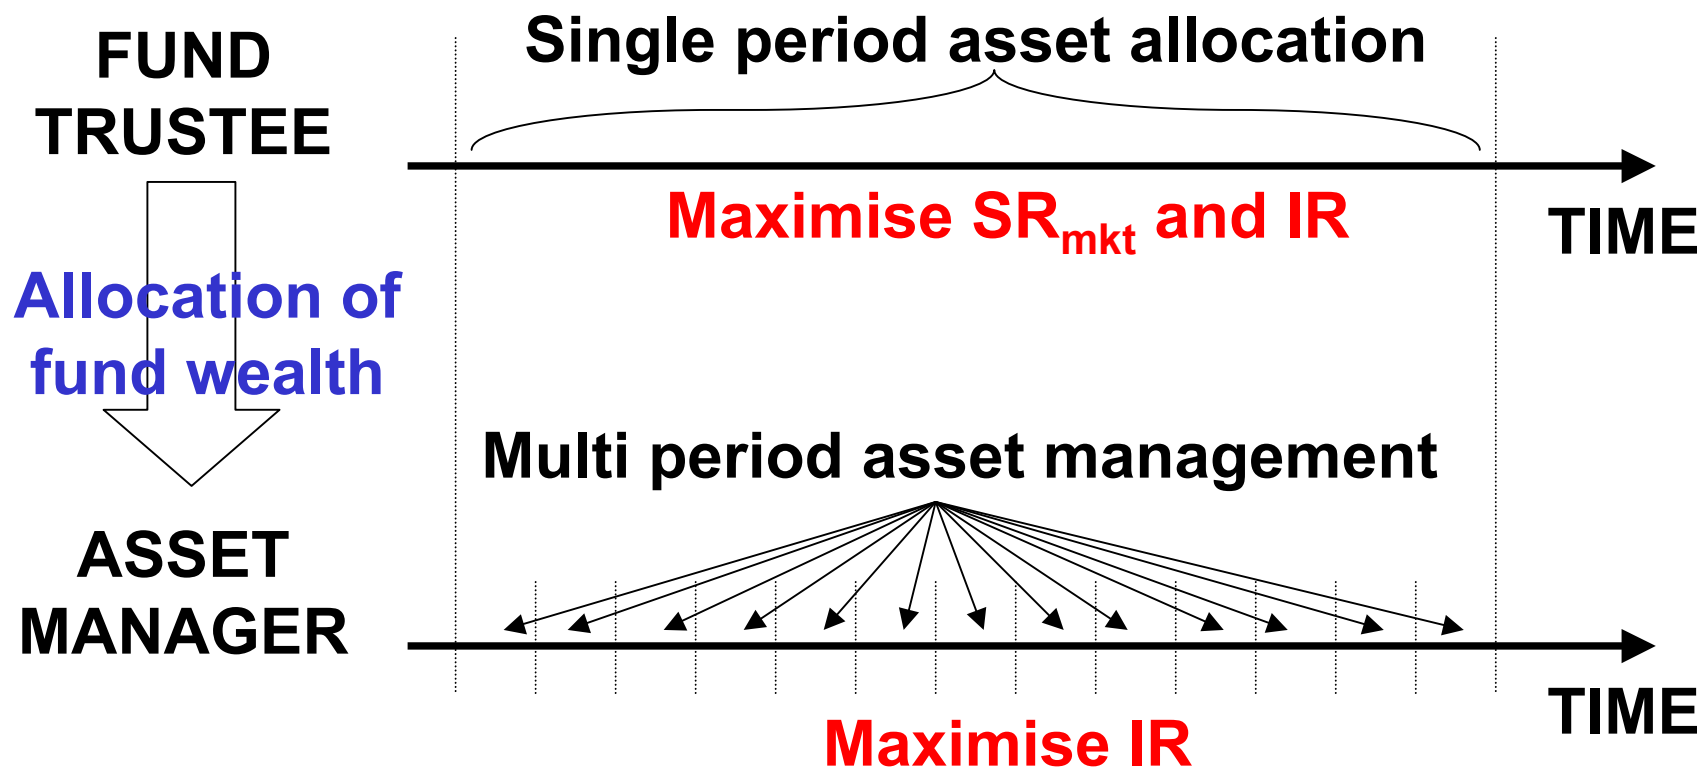 FUND
TRUSTEE
Single period asset allocation
Maximise SRmkt and IR
TIME
Allocation of
fund wealth
Multi period asset management
ASSET
MANAGER
TIME
Maximise IR